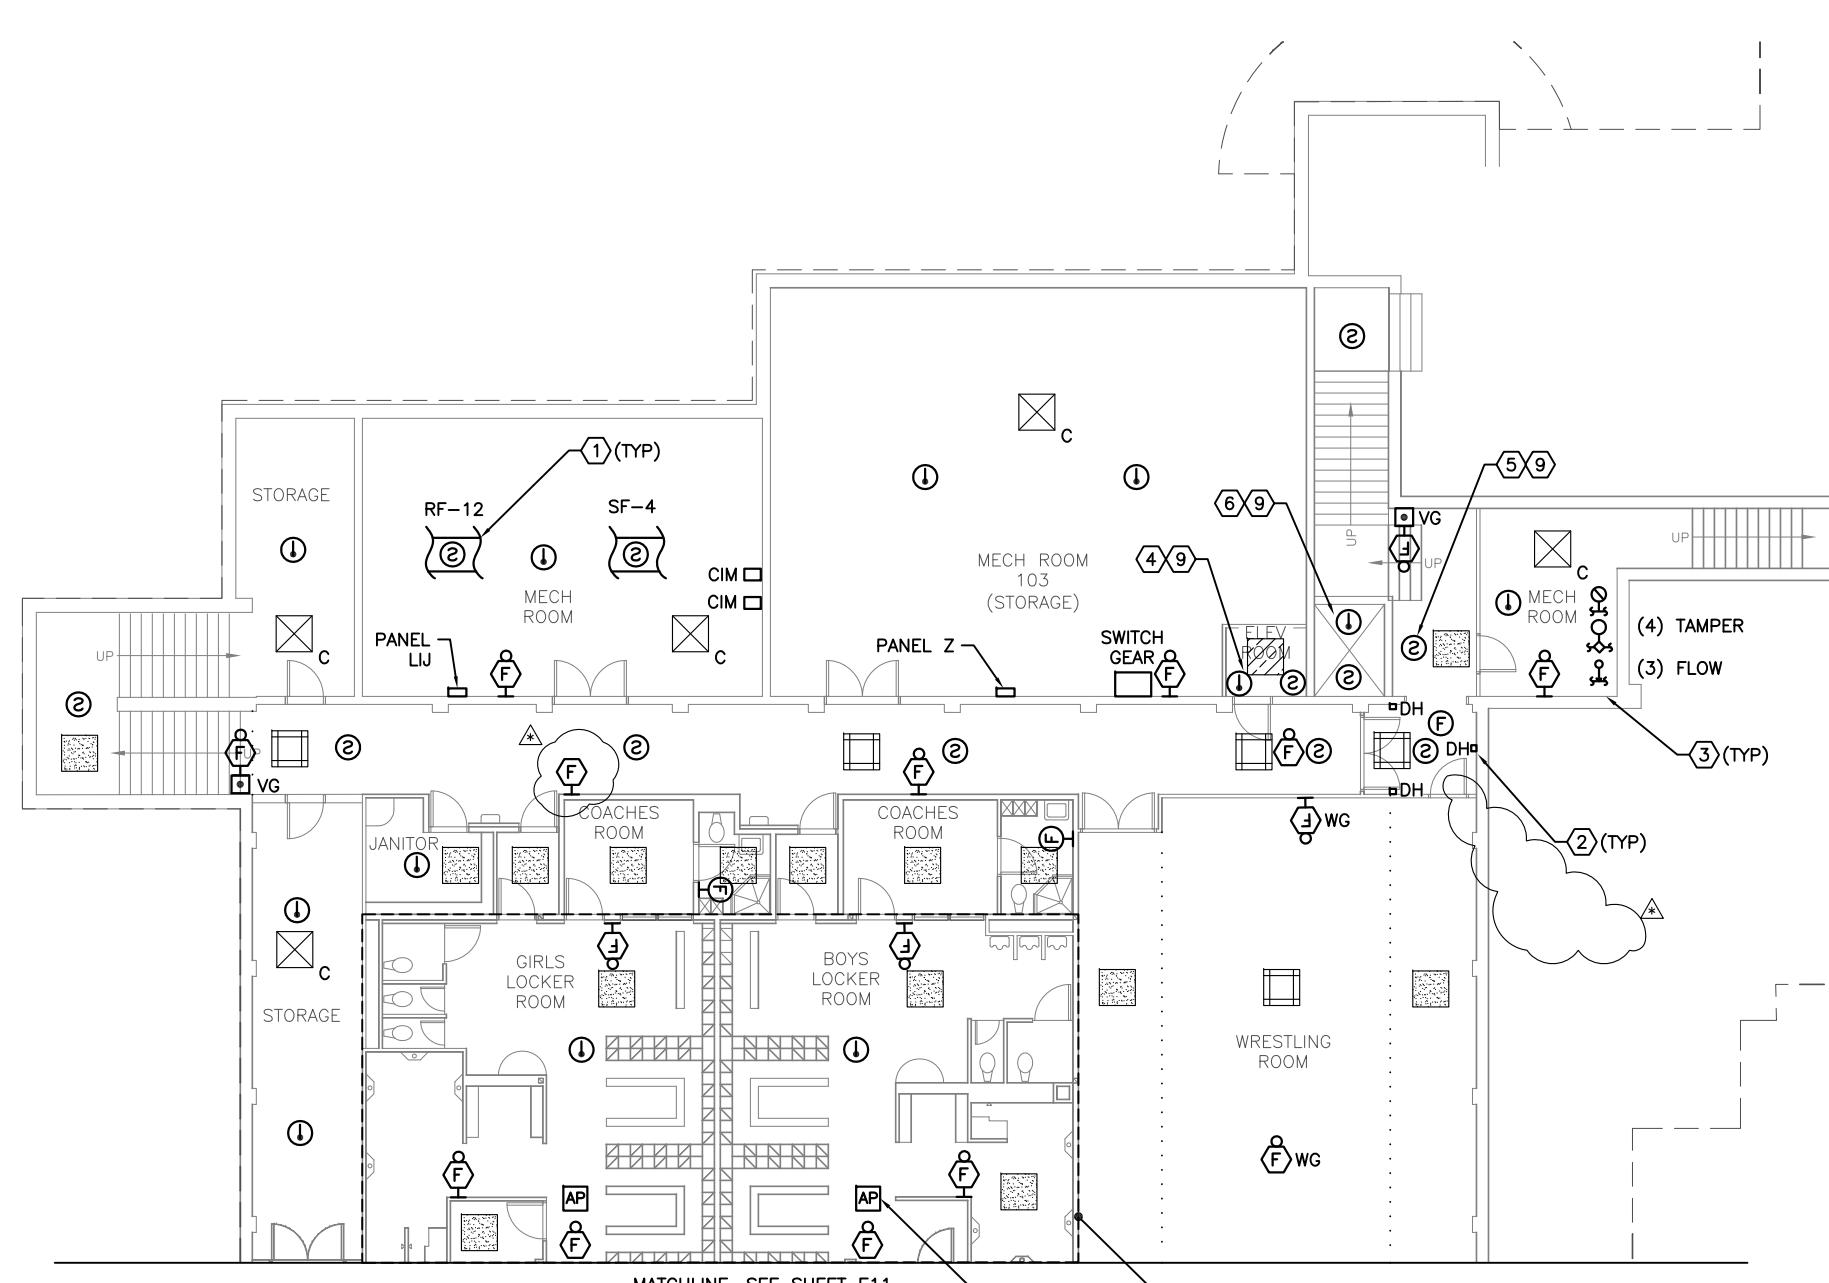 STORAGE
RF-12
SF-4
1 (TYP)
C
5 9
6 9
VG
F
UP
UP
UP
4 9
MECH ROOM
103
(STORAGE)
CIM
CIM
MECH
ROOM
C
MECH
ROOM
(4) TAMPER
(3) FLOW
PANEL
LIJ
PANEL Z
SWITCH
GEAR
ELEV
ROOM
UP
C
C
F
F
F
S
DH
F
3 (TYP)
F
UP
VG
S
*
F
S
F
S
F
S
S
DH
DH
2 (TYP)
COACHES
ROOM
COACHES
ROOM
JANITOR
F
F
F
WG
*
C
STORAGE
GIRLS
LOCKER
ROOM
F
F
BOYS
LOCKER
ROOM
WRESTLING
ROOM
F
F
F WG
AP
AP
F
F
MATCHLINE SEE SHEET E11